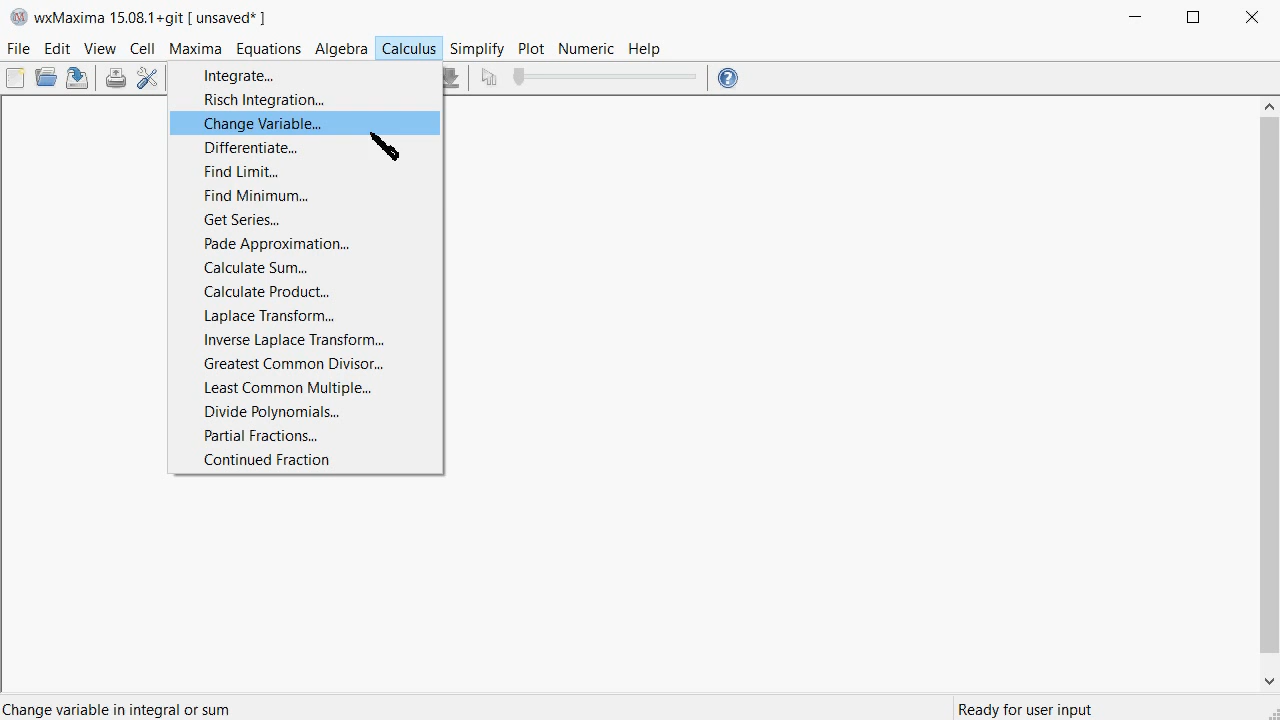 wxMaxima 15.08.1+git [ unsaved* ]
File Edit View Cell Maxima Equations Algebra Calculus Simplify Plot Numeric Help
Integrate...
Risch Integration...
Change Variable...
Differentiate...
Find Limit...
Find Minimum...
Get Series...
Pade Approximation...
Calculate Sum...
Calculate Product...
Laplace Transform...
Inverse Laplace Transform...
Greatest Common Divisor...
Least Common Multiple...
Divide Polynomials...
Partial Fractions...
Continued Fraction
Change variable in integral or sum Ready for user input